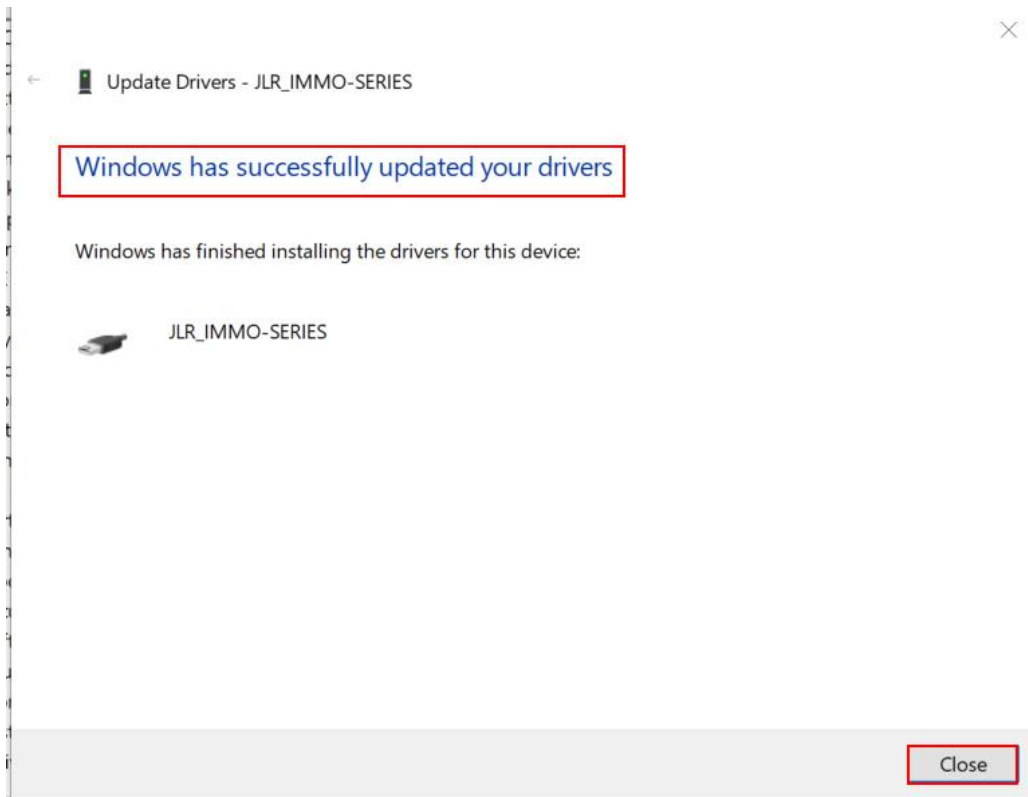 Update Drivers - JLR_IMMO-SERIES
Windows has successfully updated your drivers
Windows has finished installing the drivers for this device:
JLR_IMMO-SERIES
Close